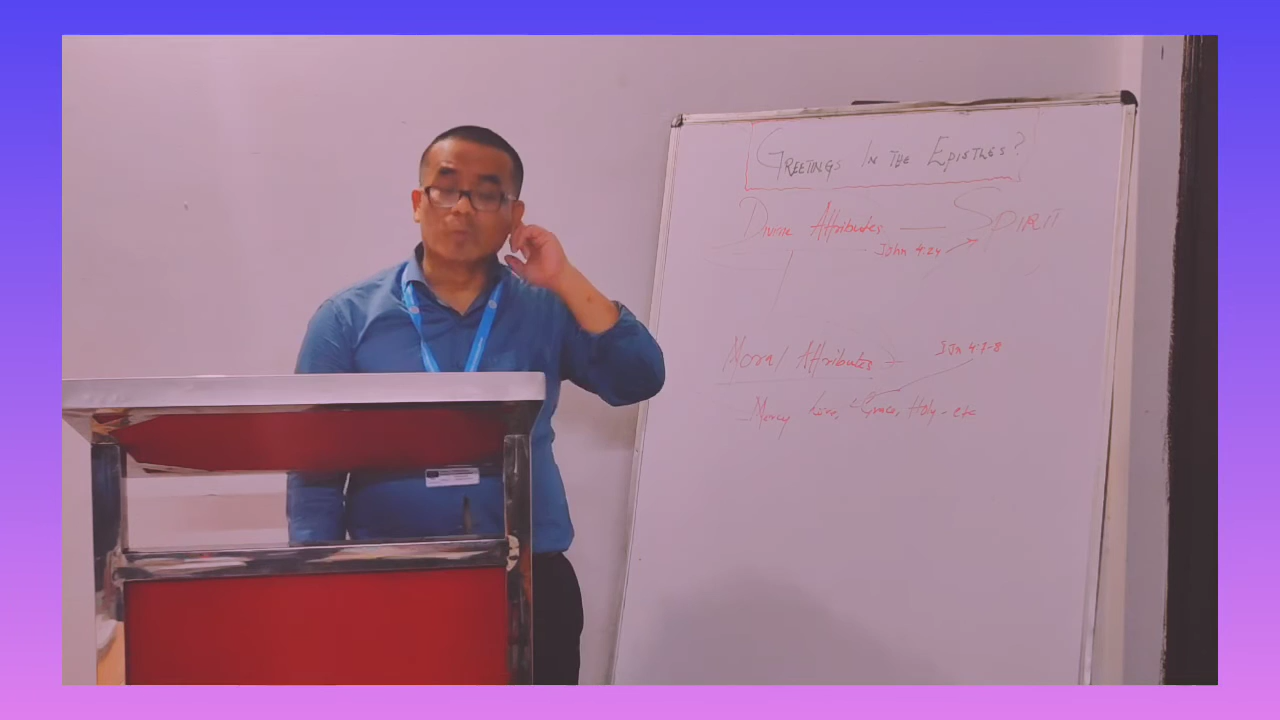 GREETINGS IN THE EPISTLES?
Divine Attributes — SPIRIT
John 4:24
Moral Attributes
I Jn 4:7-8
Mercy love, Grace, Holy - etc